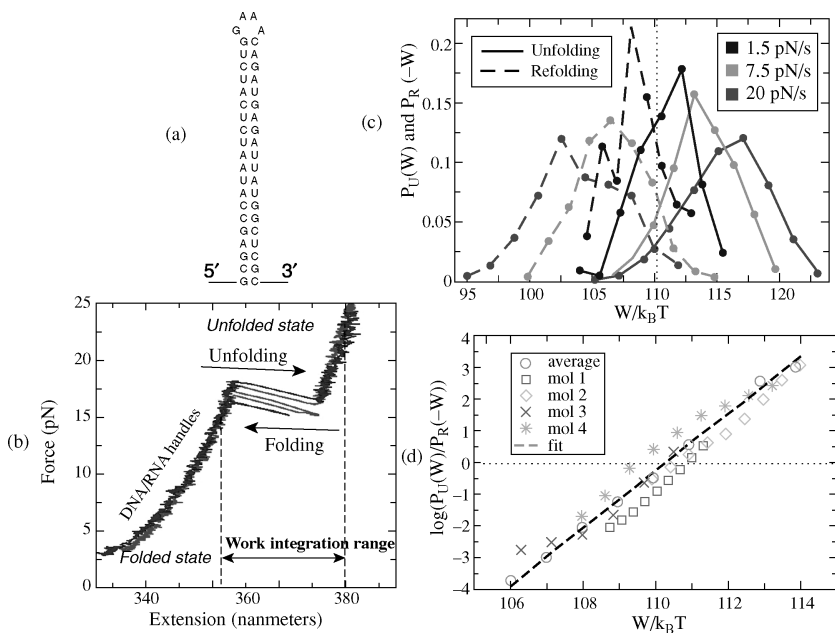 A A
G A
G C
U A
C G
U A
A U
C G
U A
C G
U A
A U
A U
U A
A U
C G
C G
G C
A U
G C
C G
G C
5′ 3′
(a)
25
20
15
10
5
0
Force (pN)
Unfolded state
Unfolding
Folding
DNA/RNA handles
Folded state
Work integration range
340 360 380
Extension (nanmeters)
(b)
(c)
0.2
0.15
0.1
0.05
0
P_U(W) and P_R(−W)
Unfolding
Refolding
1.5 pN/s
7.5 pN/s
20 pN/s
95 100 105 110 115 120
W/k_BT
(d)
4
3
2
1
0
−1
−2
−3
−4
log(P_U(W)/P_R(−W))
average
mol 1
mol 2
mol 3
mol 4
fit
106 108 110 112 114
W/k_BT